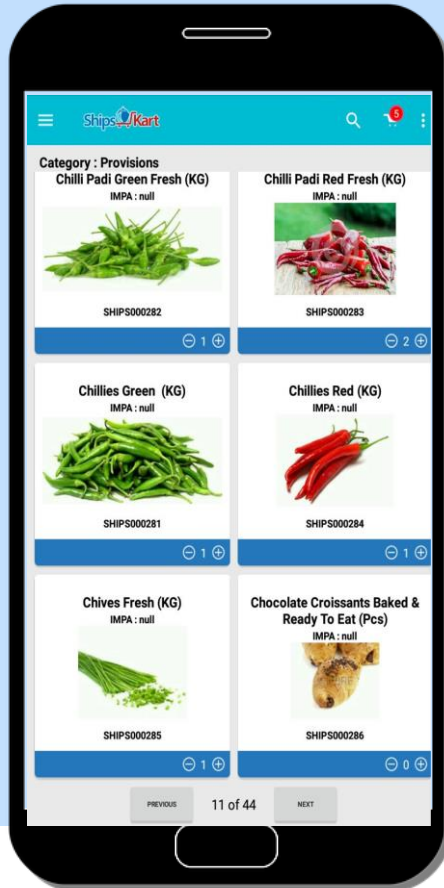 Ships Kart
5
Category : Provisions
Chilli Padi Green Fresh (KG)
IMPA : null
SHIPS000282
1
Chilli Padi Red Fresh (KG)
IMPA : null
SHIPS000283
2
Chillies Green (KG)
IMPA : null
SHIPS000281
1
Chillies Red (KG)
IMPA : null
SHIPS000284
1
Chives Fresh (KG)
IMPA : null
SHIPS000285
1
Chocolate Croissants Baked &
Ready To Eat (Pcs)
IMPA : null
SHIPS000286
0
PREVIOUS
11 of 44
NEXT